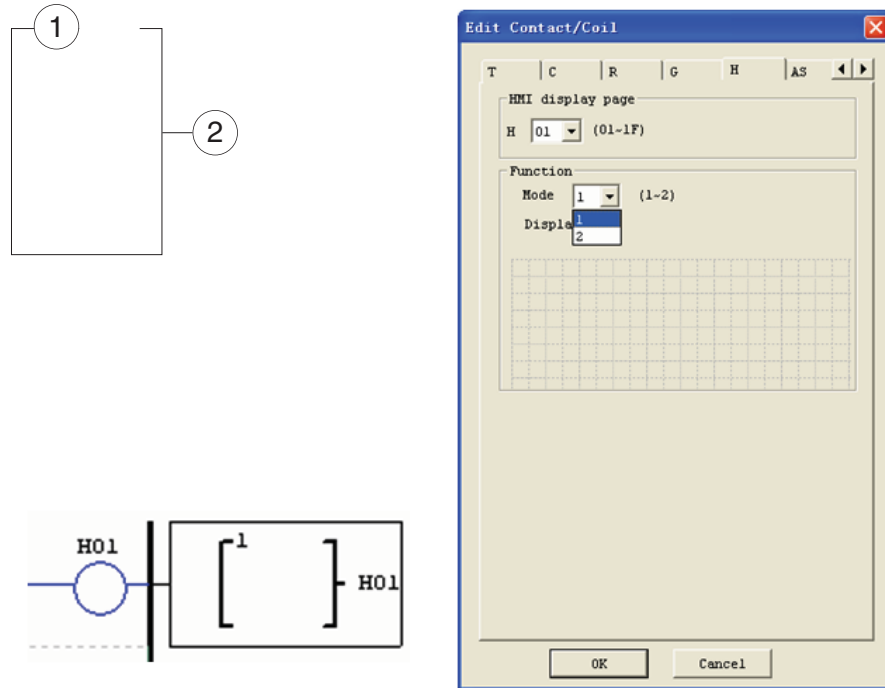 1
2
H01
1
H01
Edit Contact/Coil
T C R G H AS
HMI display page
H 01 (01~1F)
Function
Mode 1 (1~2)
Displa
1
2
OK Cancel